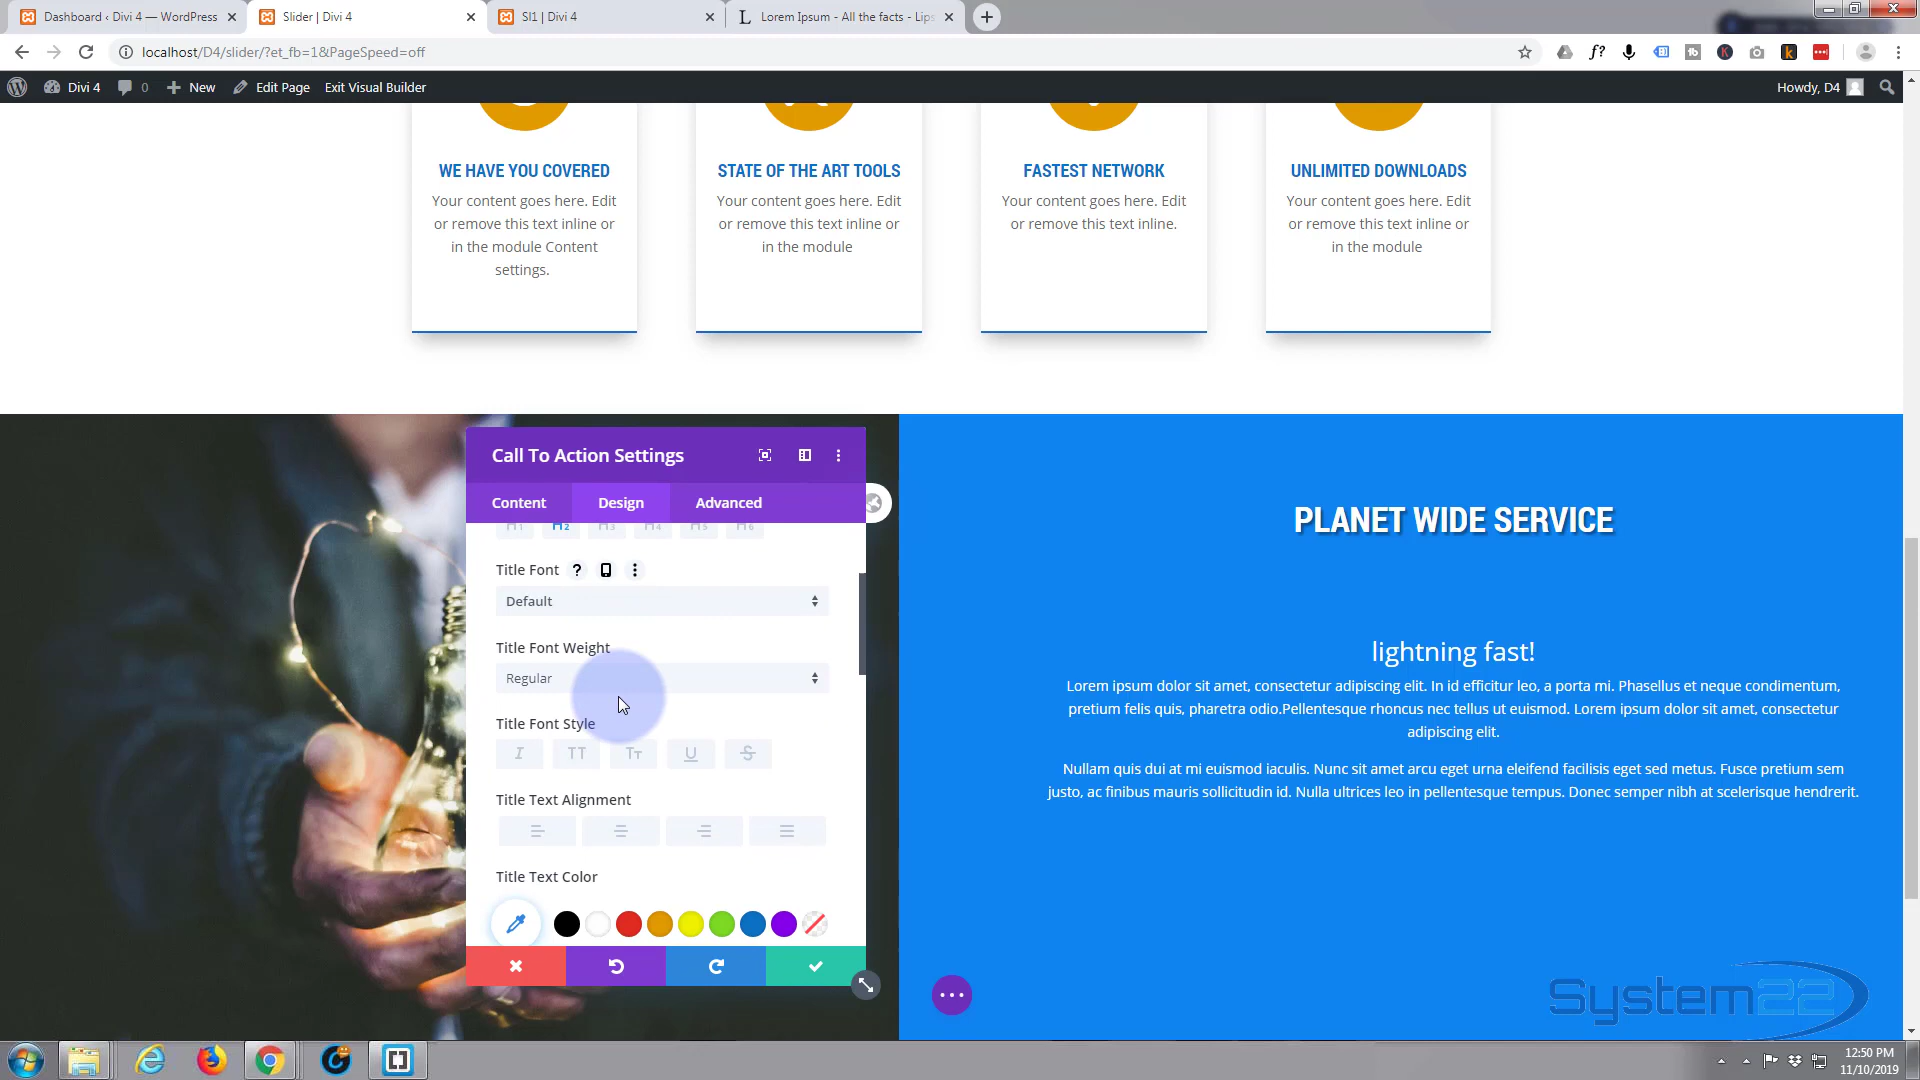 Dashboard ‹ Divi 4 — WordPress
Slider | Divi 4
Sl1 | Divi 4
Lorem Ipsum - All the facts - Lips
localhost/D4/slider/?et_fb=1&PageSpeed=off
Divi 4
0
New
Edit Page
Exit Visual Builder
Howdy, D4
WE HAVE YOU COVERED
Your content goes here. Edit
or remove this text inline or
in the module Content
settings.
STATE OF THE ART TOOLS
Your content goes here. Edit
or remove this text inline or
in the module
FASTEST NETWORK
Your content goes here. Edit
or remove this text inline.
UNLIMITED DOWNLOADS
Your content goes here. Edit
or remove this text inline or
in the module
Call To Action Settings
Content
Design
Advanced
H1 H2 H3 H4 H5 H6
Title Font
Default
Title Font Weight
Regular
Title Font Style
I TT TT U S
Title Text Alignment
Title Text Color
PLANET WIDE SERVICE
lightning fast!
Lorem ipsum dolor sit amet, consectetur adipiscing elit. In id efficitur leo, a porta mi. Phasellus et neque condimentum,
pretium felis quis, pharetra odio.Pellentesque rhoncus nec tellus ut euismod. Lorem ipsum dolor sit amet, consectetur
adipiscing elit.
Nullam quis dui at mi euismod iaculis. Nunc sit amet arcu eget urna eleifend facilisis eget sed metus. Fusce pretium sem
justo, ac finibus mauris sollicitudin id. Nulla ultrices leo in pellentesque tempus. Donec semper nibh at scelerisque hendrerit.
System22
12:50 PM
11/10/2019